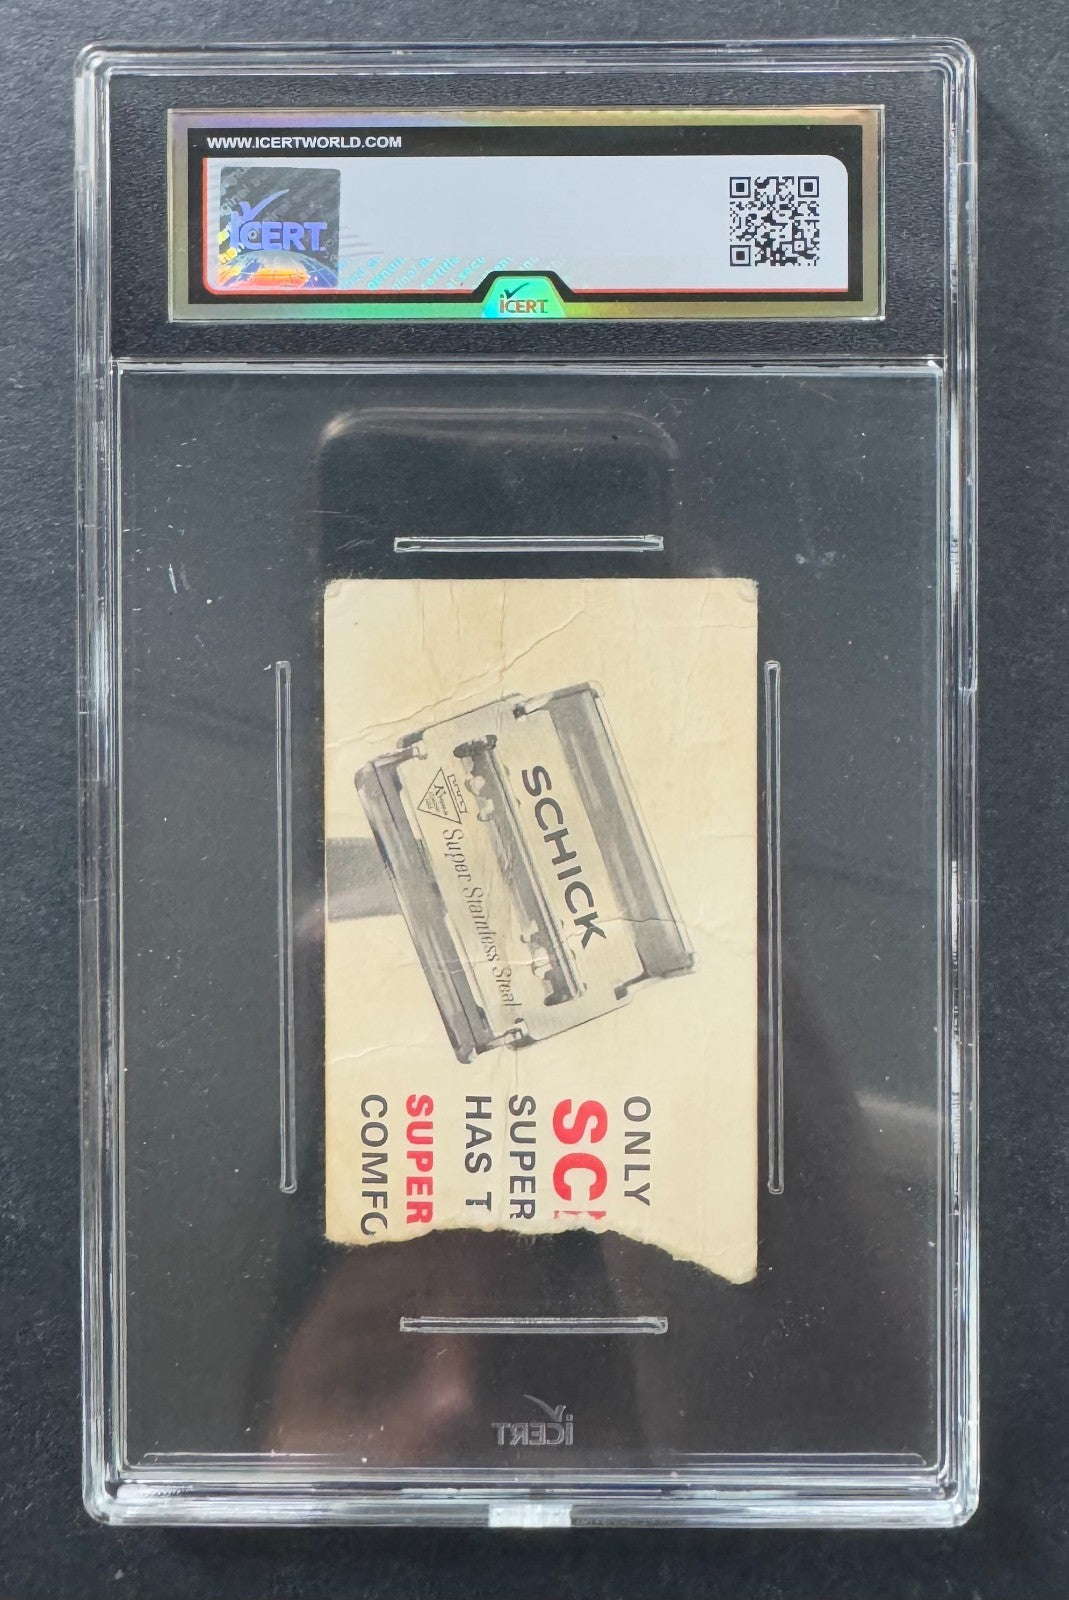 WWW.ICERTWORLD.COM
iCERT
iCERT
SCHICK
Super Stainless Steel
ONLY
SC
SUPER
HAS T
SUPER
COMFO
iCERT